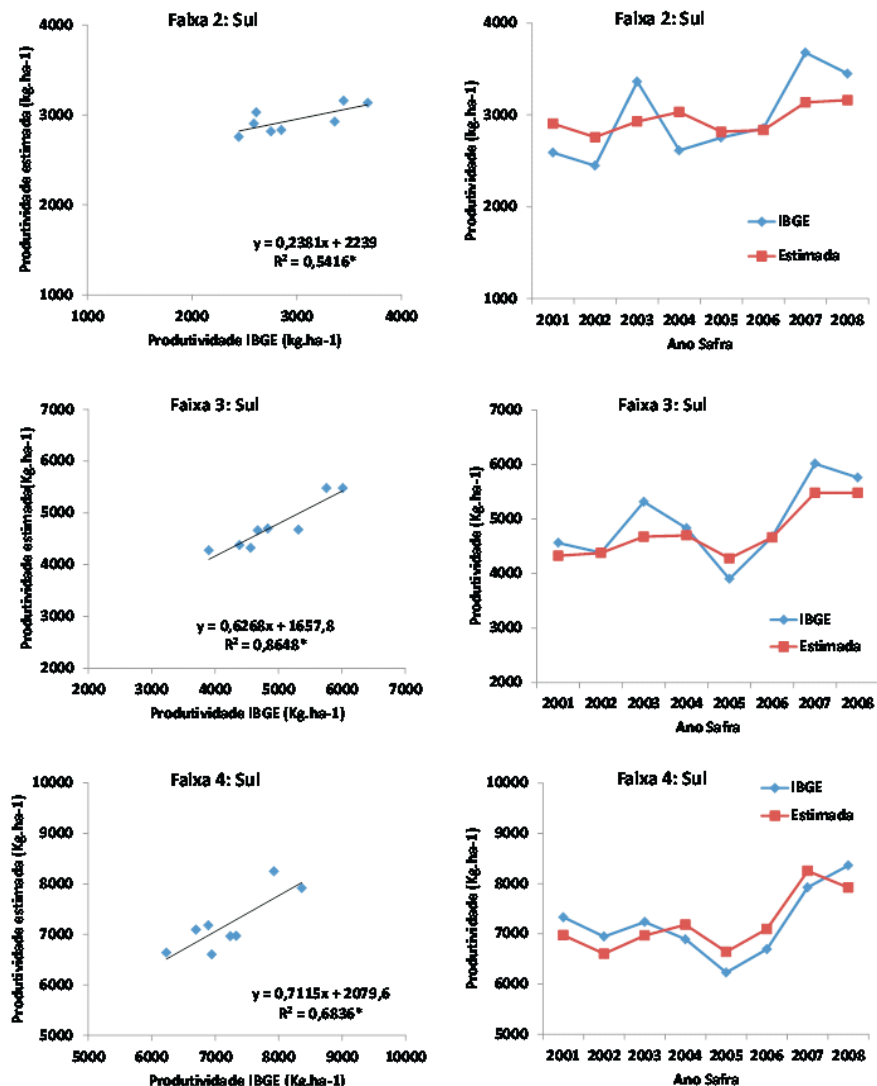 Faixa 2: Sul
4000
3000
2000
1000
Produtividade estimada (kg.ha-1)
y = 0,2381x + 2239
R² = 0,5416*
1000 2000 3000 4000
Produtividade IBGE (kg.ha-1)
Faixa 2: Sul
4000
3000
2000
1000
Produtividade (kg.ha-1)
IBGE
Estimada
2001 2002 2003 2004 2005 2006 2007 2008
Ano Safra
Faixa 3: Sul
7000
6000
5000
4000
3000
2000
Produtividade estimada(Kg.ha-1)
y = 0,6268x + 1657,8
R² = 0,8648*
2000 3000 4000 5000 6000 7000
Produtividade IBGE (Kg.ha-1)
Faixa 3: Sul
7000
6000
5000
4000
3000
2000
Produtividade (Kg.ha-1)
IBGE
Estimada
2001 2002 2003 2004 2005 2006 2007 2008
Ano Safra
Faixa 4: Sul
10000
9000
8000
7000
6000
5000
Produtividade estimada (Kg.ha-1)
y = 0,7115x + 2079,6
R² = 0,6836*
5000 6000 7000 8000 9000 10000
Produtividade IBGE (Kg.ha-1)
Faixa 4: Sul
10000
9000
8000
7000
6000
5000
Produtividade (Kg.ha-1)
IBGE
Estimada
2001 2002 2003 2004 2005 2006 2007 2008
Ano Safra